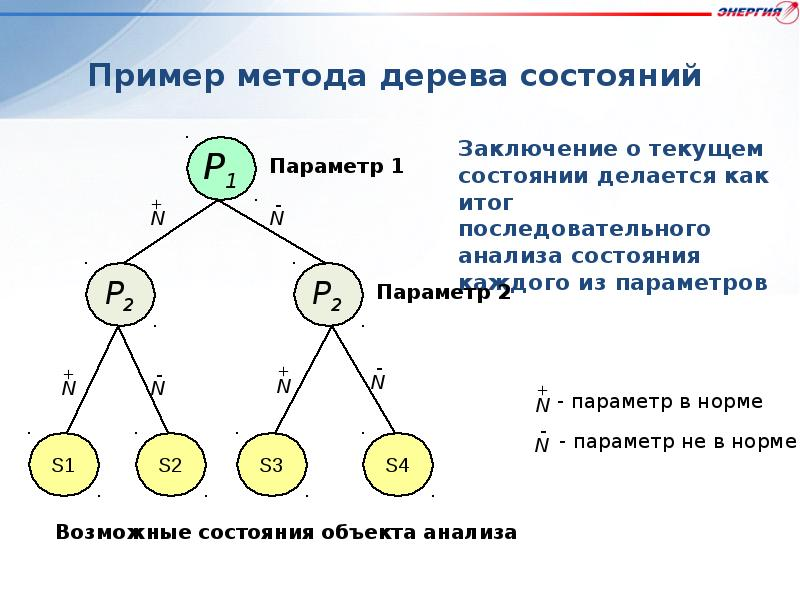 ЭНЕРГИЯ
Пример метода дерева состояний
P1
Параметр 1
Заключение о текущем
состоянии делается как
итог
последовательного
анализа состояния
каждого из параметров
+
N
-
N
P2
P2
Параметр 2
+
N
-
N
+
N
-
N
+
N - параметр в норме
-
N - параметр не в норме
S1
S2
S3
S4
Возможные состояния объекта анализа